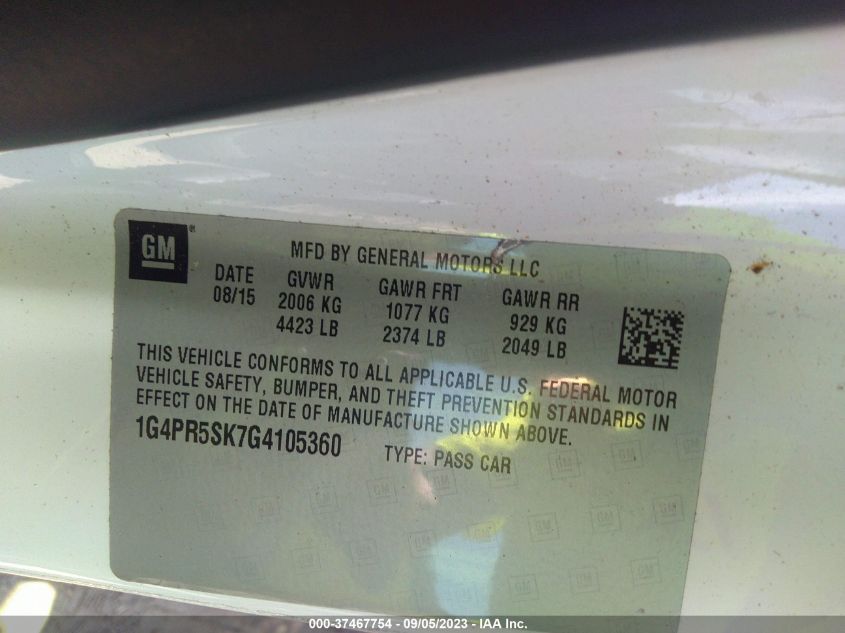 GM
MFD BY GENERAL MOTORS LLC
DATE GVWR GAWR FRT GAWR RR
08/15 2006 KG 1077 KG 929 KG
4423 LB 2374 LB 2049 LB
THIS VEHICLE CONFORMS TO ALL APPLICABLE U.S. FEDERAL MOTOR
VEHICLE SAFETY, BUMPER, AND THEFT PREVENTION STANDARDS IN
EFFECT ON THE DATE OF MANUFACTURE SHOWN ABOVE.
1G4PR5SK7G4105360 TYPE: PASS CAR
000-37467754 - 09/05/2023 - IAA Inc.